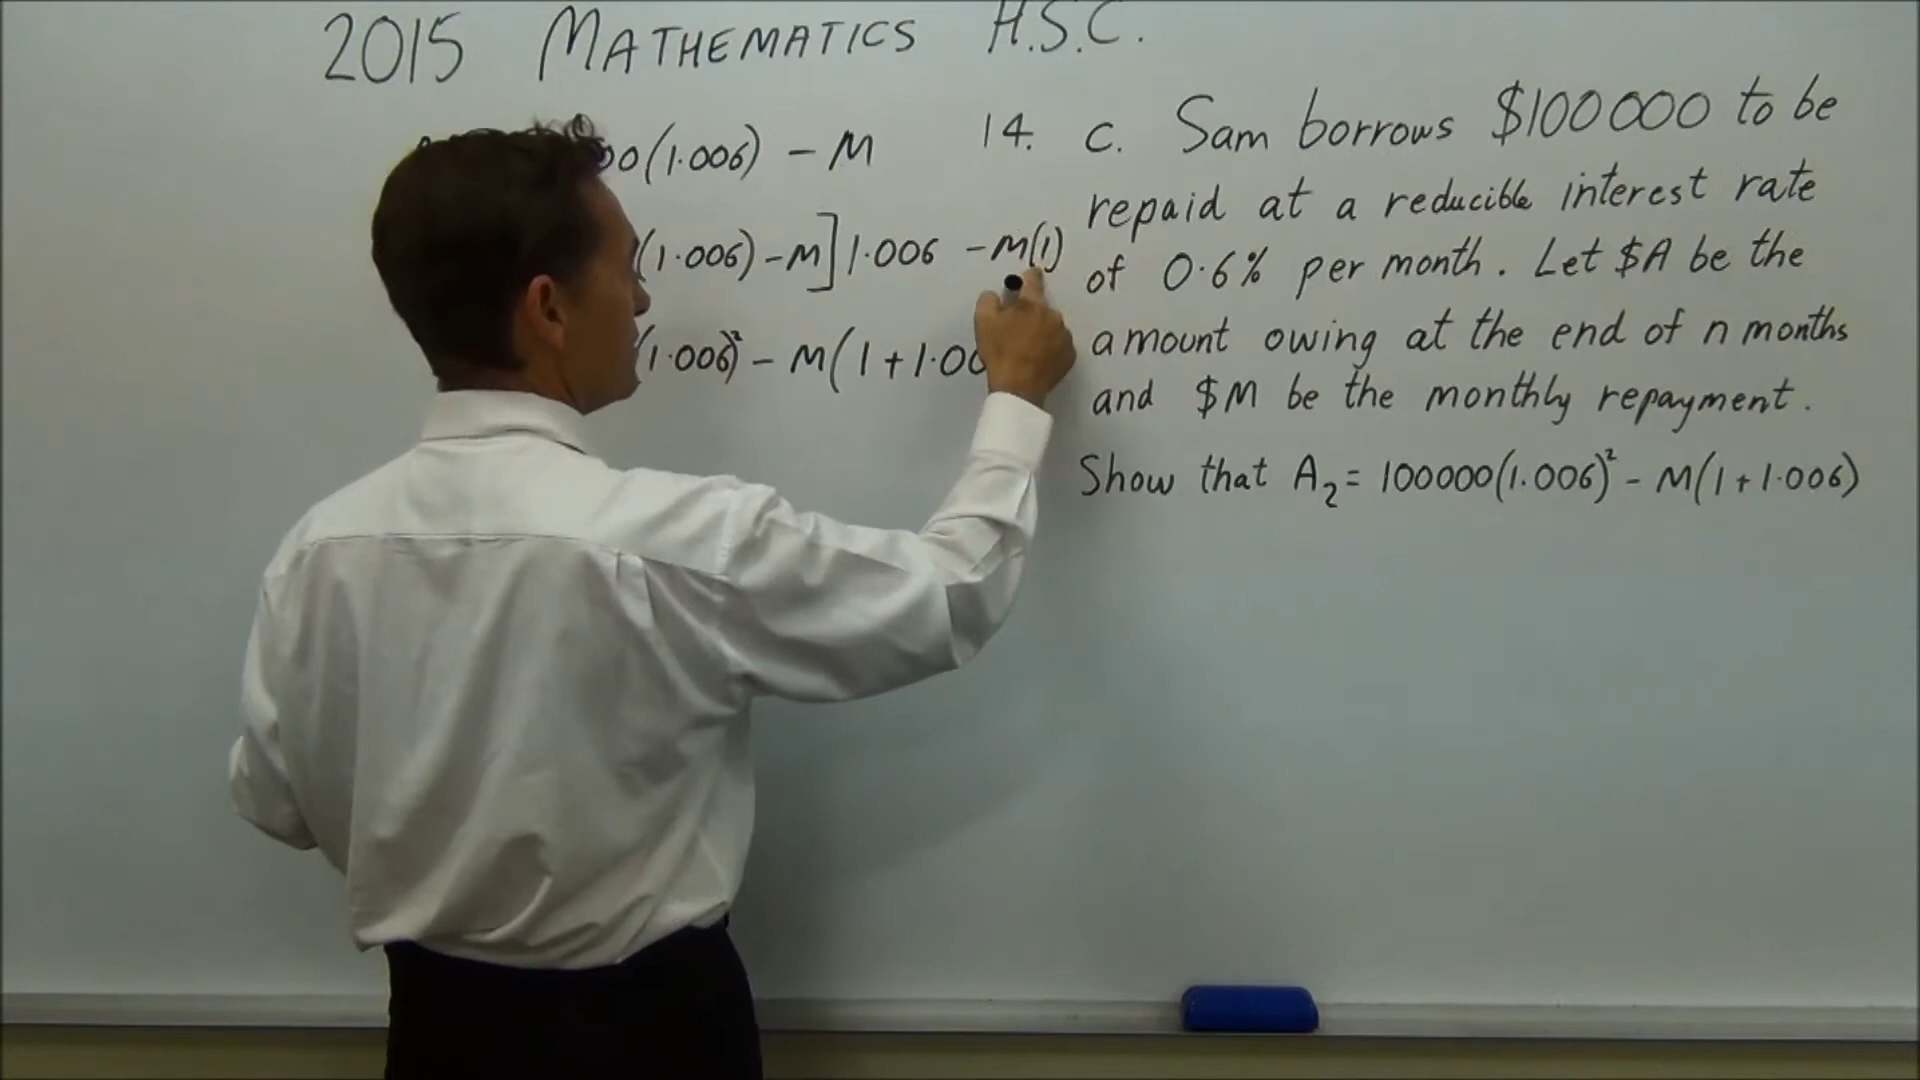 2015 MATHEMATICS H.S.C.
00(1.006) - M
(1.006) - M] 1.006 - M(1)
(1.006)² - M(1 + 1.00
14. c. Sam borrows $100000 to be
repaid at a reducible interest rate
of 0.6% per month. Let $A be the
amount owing at the end of n months
and $M be the monthly repayment.
Show that A₂ = 100000(1.006)² - M(1 + 1.006)